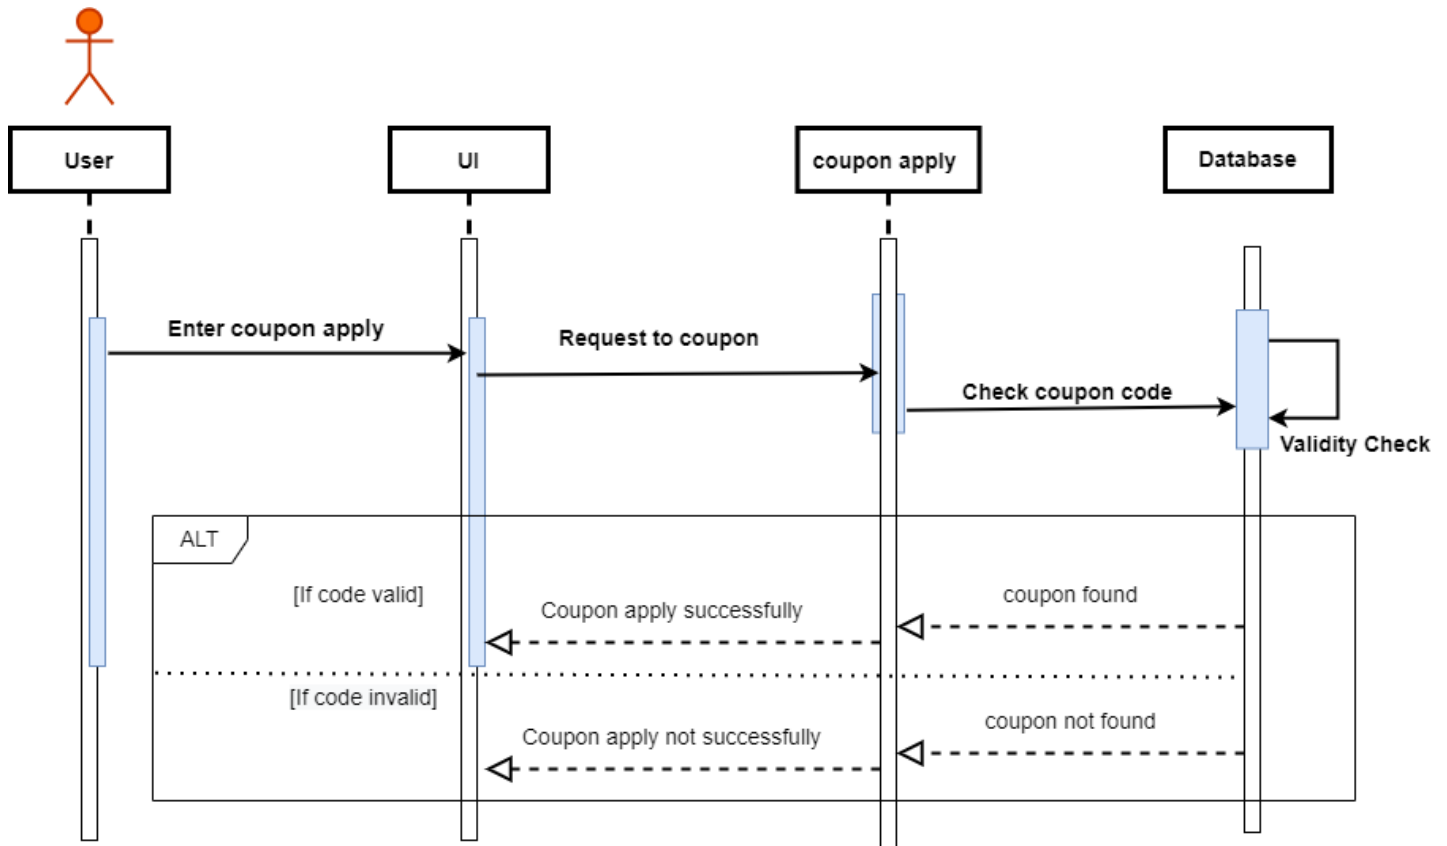 User
UI
coupon apply
Database
Enter coupon apply
Request to coupon
Check coupon code
Validity Check
ALT
[If code valid]
Coupon apply successfully
coupon found
[If code invalid]
Coupon apply not successfully
coupon not found